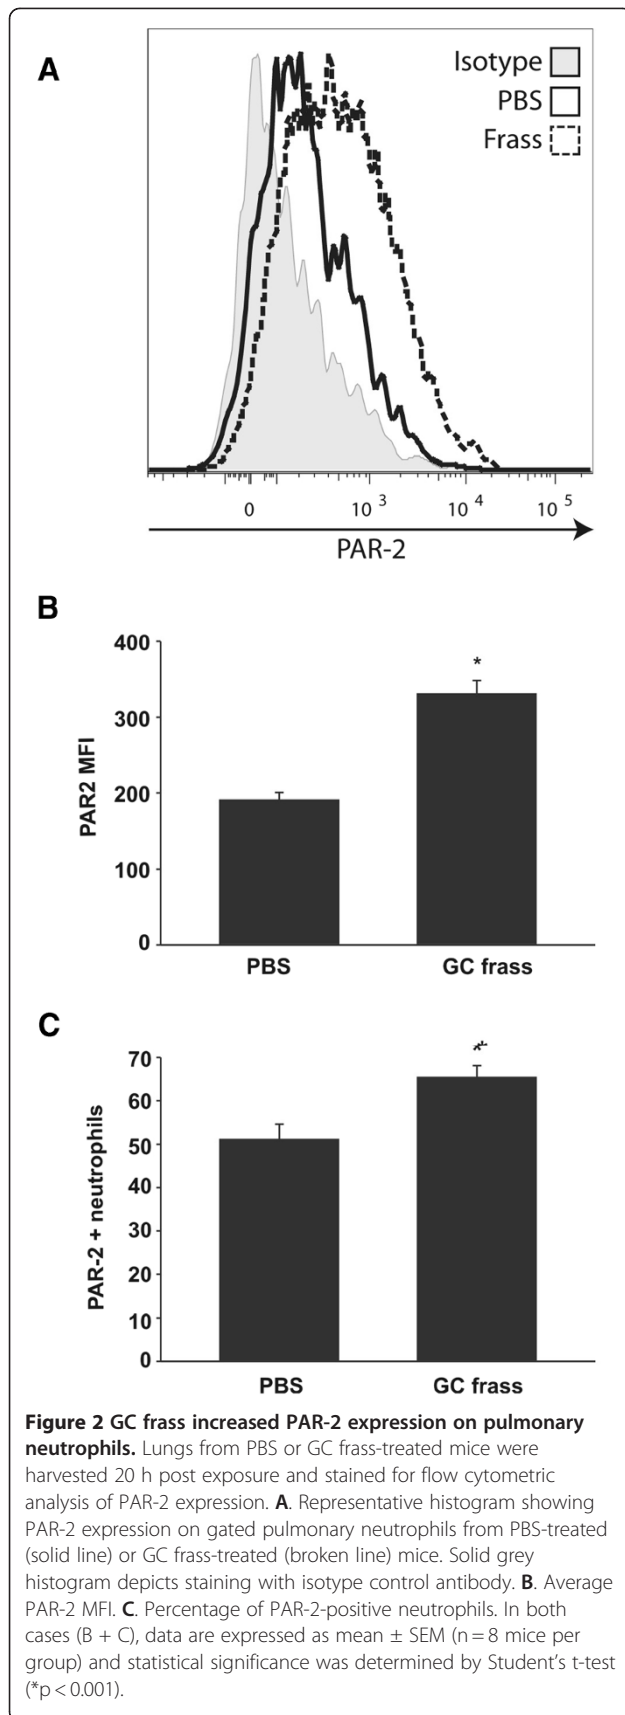 A
Isotype
PBS
Frass
0 10 3 10 4 10 5
PAR-2
B
400
300
200
100
0
PAR2 MFI
*
PBS GC frass
C
70
60
50
40
30
20
10
0
PAR-2 + neutrophils
**
PBS GC frass
Figure 2 GC frass increased PAR-2 expression on pulmonary
neutrophils. Lungs from PBS or GC frass-treated mice were
harvested 20 h post exposure and stained for flow cytometric
analysis of PAR-2 expression. A. Representative histogram showing
PAR-2 expression on gated pulmonary neutrophils from PBS-treated
(solid line) or GC frass-treated (broken line) mice. Solid grey
histogram depicts staining with isotype control antibody. B. Average
PAR-2 MFI. C. Percentage of PAR-2-positive neutrophils. In both
cases (B + C), data are expressed as mean ± SEM (n = 8 mice per
group) and statistical significance was determined by Student's t-test
(*p < 0.001).